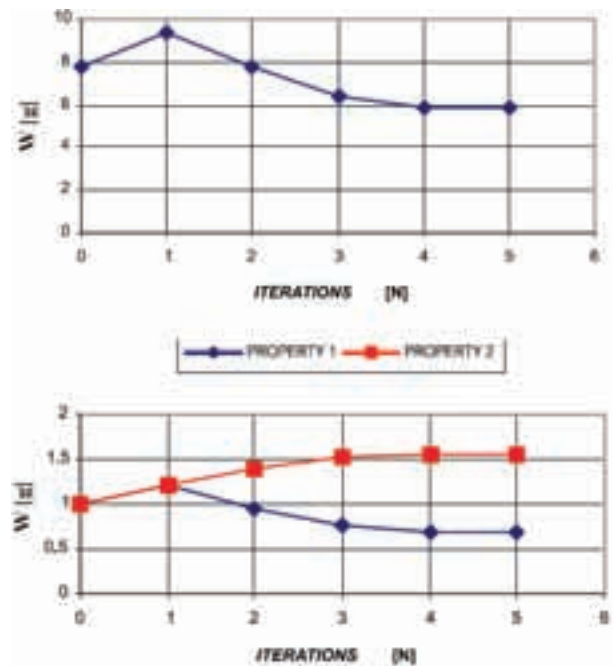 10
8
6
4
2
0
W [g]
0 1 2 3 4 5 6
ITERATIONS [N]
PROPERTY 1 PROPERTY 2
2
1,5
1
0,5
0
W [g]
0 1 2 3 4 5 6
ITERATIONS [N]